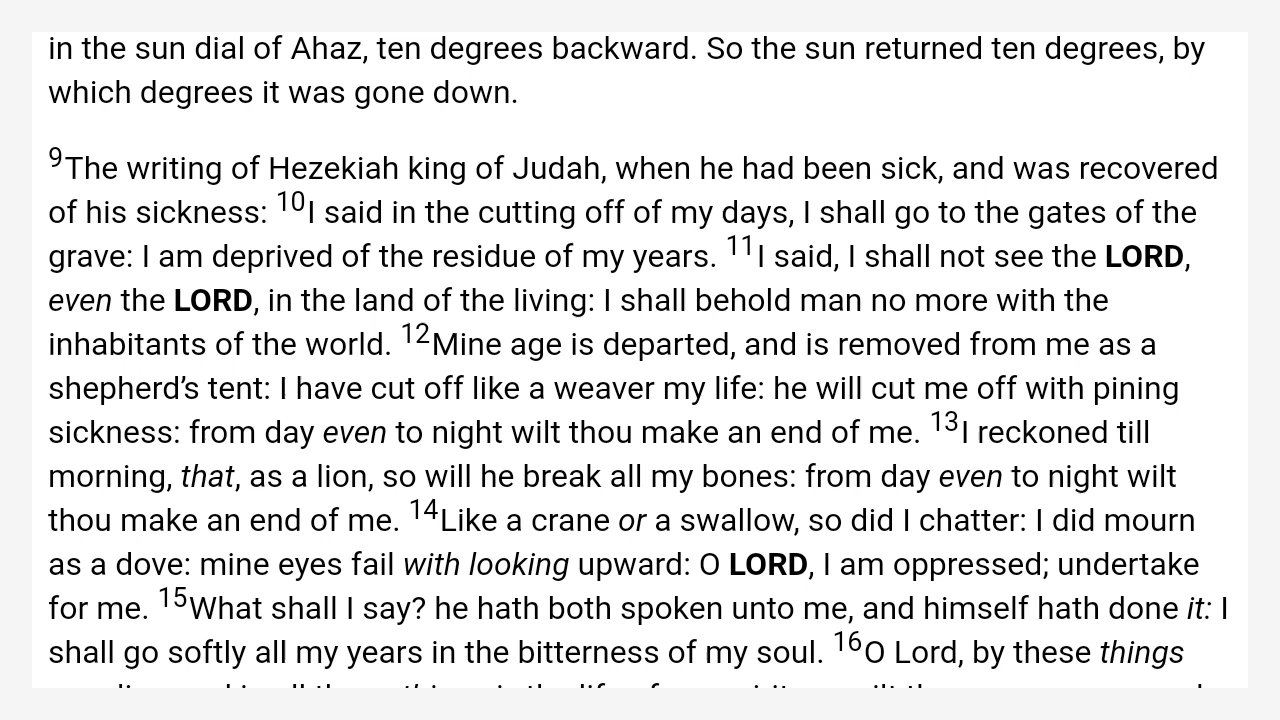 in the sun dial of Ahaz, ten degrees backward. So the sun returned ten degrees, by
which degrees it was gone down.
9The writing of Hezekiah king of Judah, when he had been sick, and was recovered
of his sickness: 10I said in the cutting off of my days, I shall go to the gates of the
grave: I am deprived of the residue of my years. 11I said, I shall not see the LORD,
even the LORD, in the land of the living: I shall behold man no more with the
inhabitants of the world. 12Mine age is departed, and is removed from me as a
shepherd’s tent: I have cut off like a weaver my life: he will cut me off with pining
sickness: from day even to night wilt thou make an end of me. 13I reckoned till
morning, that, as a lion, so will he break all my bones: from day even to night wilt
thou make an end of me. 14Like a crane or a swallow, so did I chatter: I did mourn
as a dove: mine eyes fail with looking upward: O LORD, I am oppressed; undertake
for me. 15What shall I say? he hath both spoken unto me, and himself hath done it: I
shall go softly all my years in the bitterness of my soul. 16O Lord, by these things